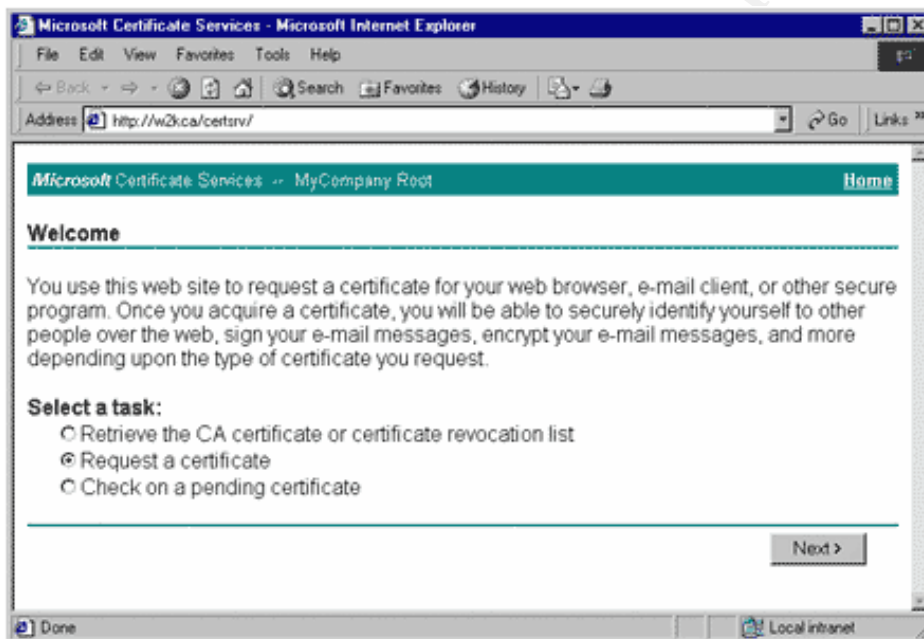 Microsoft Certificate Services - Microsoft Internet Explorer
File Edit View Favorites Tools Help
Back Search Favorites History
Address http://w2k.ca/certsrv/ Go Links »
Microsoft Certificate Services -- MyCompany Root Home
Welcome
You use this web site to request a certificate for your web browser, e-mail client, or other secure
program. Once you acquire a certificate, you will be able to securely identify yourself to other
people over the web, sign your e-mail messages, encrypt your e-mail messages, and more
depending upon the type of certificate you request.
Select a task:
Retrieve the CA certificate or certificate revocation list
Request a certificate
Check on a pending certificate
Next >
Done Local intranet